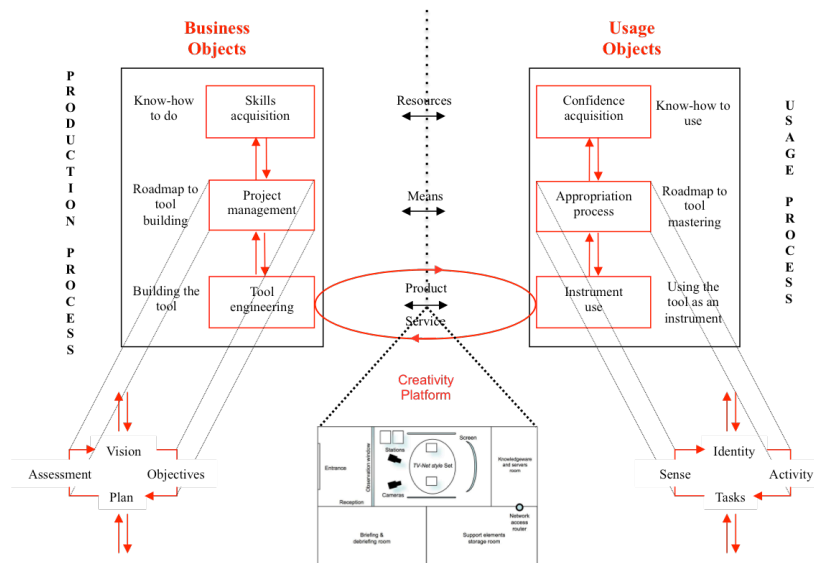 Business
Objects
Usage
Objects
PRODUCTION PROCESS
Know-how
to do
Skills
acquisition
Resources
Confidence
acquisition
Know-how to
use
USAGE PROCESS
Roadmap to
tool
building
Project
management
Means
Appropriation
process
Roadmap to
tool
mastering
Building the
tool
Tool
engineering
Product
Service
Instrument
use
Using the
tool as an
instrument
Creativity
Platform
Entrance
Reception
Observation window
Stations
Cameras
TV-Net style Set
Screen
Knowledgeware
and servers
room
Network
access
router
Briefing &
debriefing room
Support elements
storage room
Vision
Assessment
Objectives
Plan
Identity
Sense
Activity
Tasks